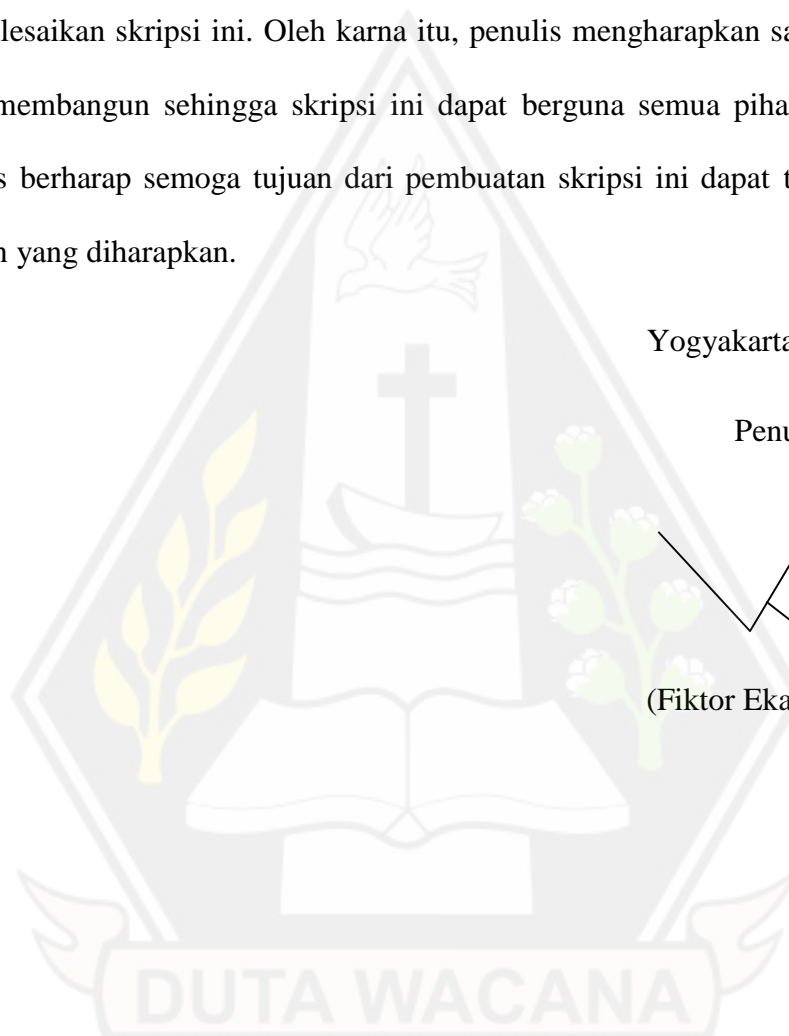 lesaikan skripsi ini. Oleh karna itu, penulis mengharapkan sa
membangun sehingga skripsi ini dapat berguna semua piha
s berharap semoga tujuan dari pembuatan skripsi ini dapat t
n yang diharapkan.
Yogyakarta
Penu
(Fiktor Eka
DUTA WACANA